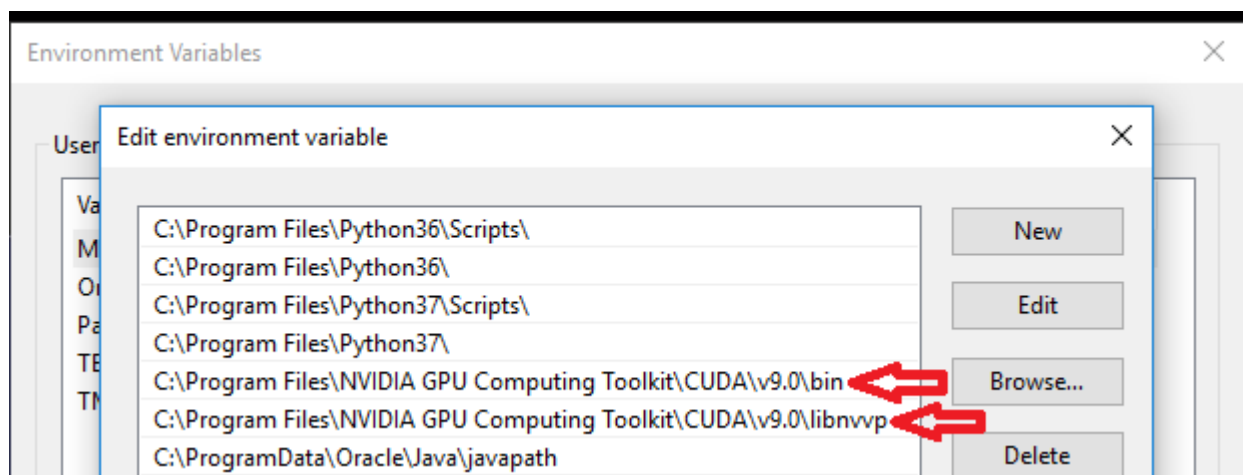 Environment Variables
Edit environment variable
User
Va
C:\Program Files\Python36\Scripts\
New
M
C:\Program Files\Python36\
C:\Program Files\Python37\Scripts\
Edit
Pa
C:\Program Files\Python37\
TE
C:\Program Files\NVIDIA GPU Computing Toolkit\CUDA\v9.0\bin
Browse...
C:\Program Files\NVIDIA GPU Computing Toolkit\CUDA\v9.0\libnvvp
C:\ProgramData\Oracle\Java\javapath
Delete